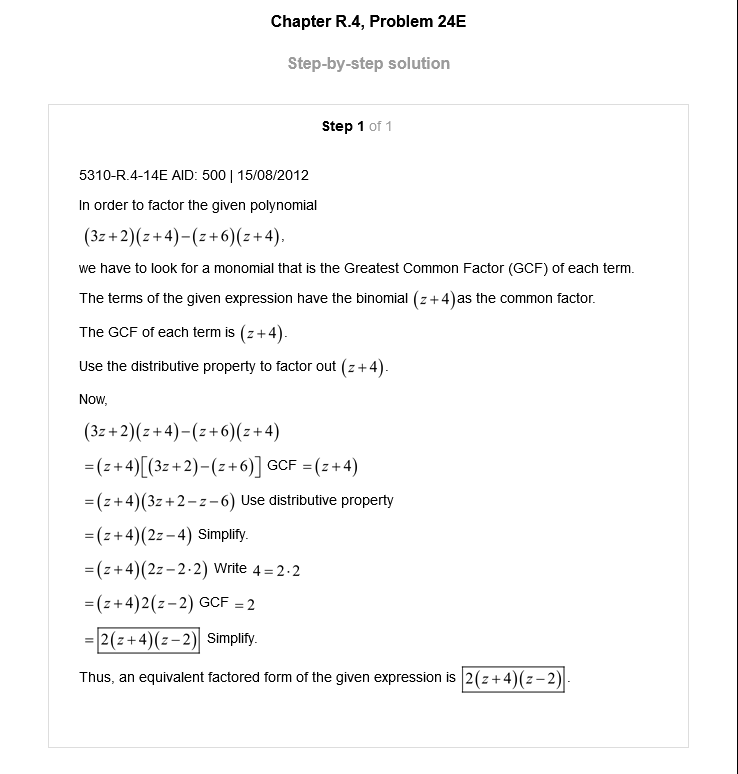 Chapter R.4, Problem 24E
Step-by-step solution
Step 1 of 1
5310-R.4-14E AID: 500 | 15/08/2012
In order to factor the given polynomial
(3z+2)(z+4)−(z+6)(z+4),
we have to look for a monomial that is the Greatest Common Factor (GCF) of each term.
The terms of the given expression have the binomial (z+4)as the common factor.
The GCF of each term is (z+4).
Use the distributive property to factor out (z+4).
Now,
(3z+2)(z+4)−(z+6)(z+4)
=(z+4)[(3z+2)−(z+6)] GCF =(z+4)
=(z+4)(3z+2−z−6) Use distributive property
=(z+4)(2z−4) Simplify.
=(z+4)(2z−2·2) Write 4=2·2
=(z+4)2(z−2) GCF =2
=2(z+4)(z−2) Simplify.
Thus, an equivalent factored form of the given expression is 2(z+4)(z−2).